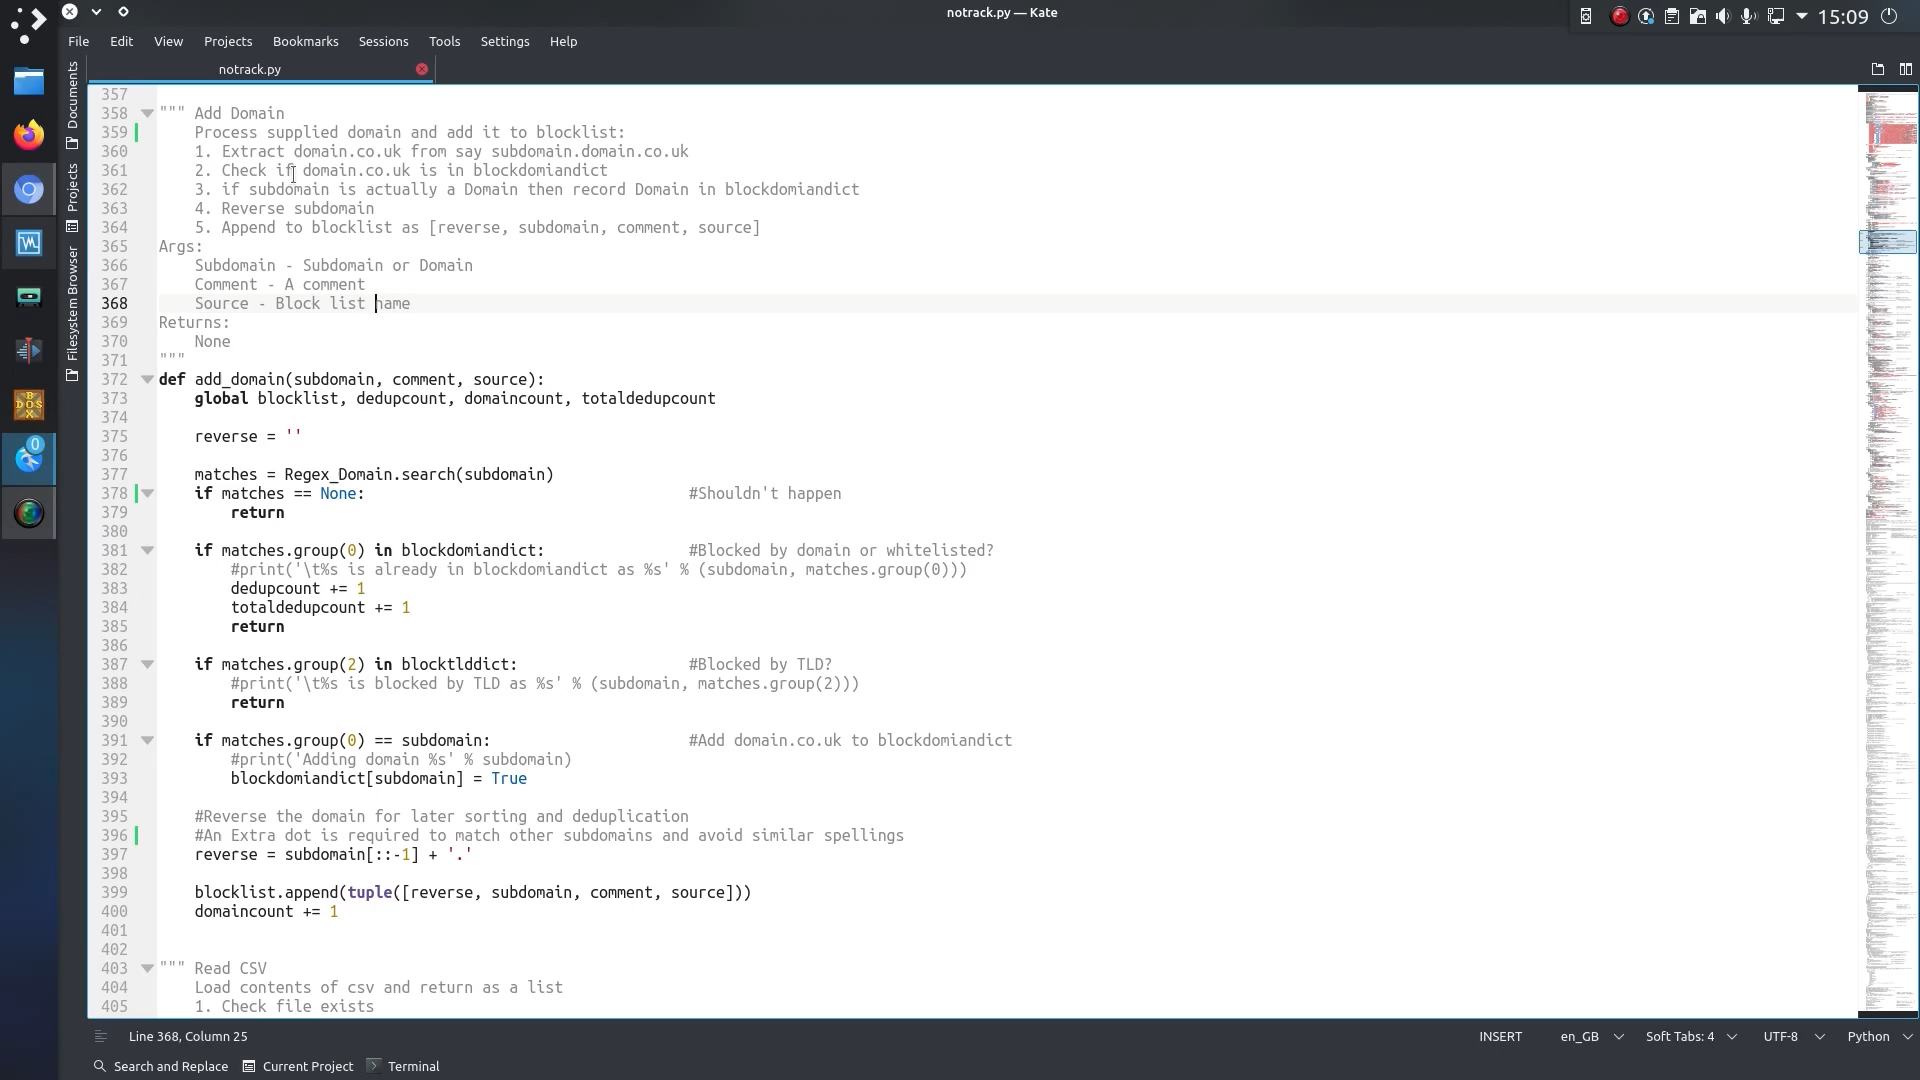 notrack.py — Kate
15:09
File Edit View Projects Bookmarks Sessions Tools Settings Help
notrack.py
Documents
Projects
Filesystem Browser
0
357
358 """ Add Domain
359 Process supplied domain and add it to blocklist:
360 1. Extract domain.co.uk from say subdomain.domain.co.uk
361 2. Check if domain.co.uk is in blockdomiandict
362 3. if subdomain is actually a Domain then record Domain in blockdomiandict
363 4. Reverse subdomain
364 5. Append to blocklist as [reverse, subdomain, comment, source]
365 Args:
366 Subdomain - Subdomain or Domain
367 Comment - A comment
368 Source - Block list name
369 Returns:
370 None
371 """
372 def add_domain(subdomain, comment, source):
373 global blocklist, dedupcount, domaincount, totaldedupcount
374
375 reverse = ''
376
377 matches = Regex_Domain.search(subdomain)
378 if matches == None: #Shouldn't happen
379 return
380
381 if matches.group(0) in blockdomiandict: #Blocked by domain or whitelisted?
382 #print('\t%s is already in blockdomiandict as %s' % (subdomain, matches.group(0)))
383 dedupcount += 1
384 totaldedupcount += 1
385 return
386
387 if matches.group(2) in blocktlddict: #Blocked by TLD?
388 #print('\t%s is blocked by TLD as %s' % (subdomain, matches.group(2)))
389 return
390
391 if matches.group(0) == subdomain: #Add domain.co.uk to blockdomiandict
392 #print('Adding domain %s' % subdomain)
393 blockdomiandict[subdomain] = True
394
395 #Reverse the domain for later sorting and deduplication
396 #An Extra dot is required to match other subdomains and avoid similar spellings
397 reverse = subdomain[::-1] + '.'
398
399 blocklist.append(tuple([reverse, subdomain, comment, source]))
400 domaincount += 1
401
402
403 """ Read CSV
404 Load contents of csv and return as a list
405 1. Check file exists
Line 368, Column 25 INSERT en_GB Soft Tabs: 4 UTF-8 Python
Search and Replace Current Project Terminal